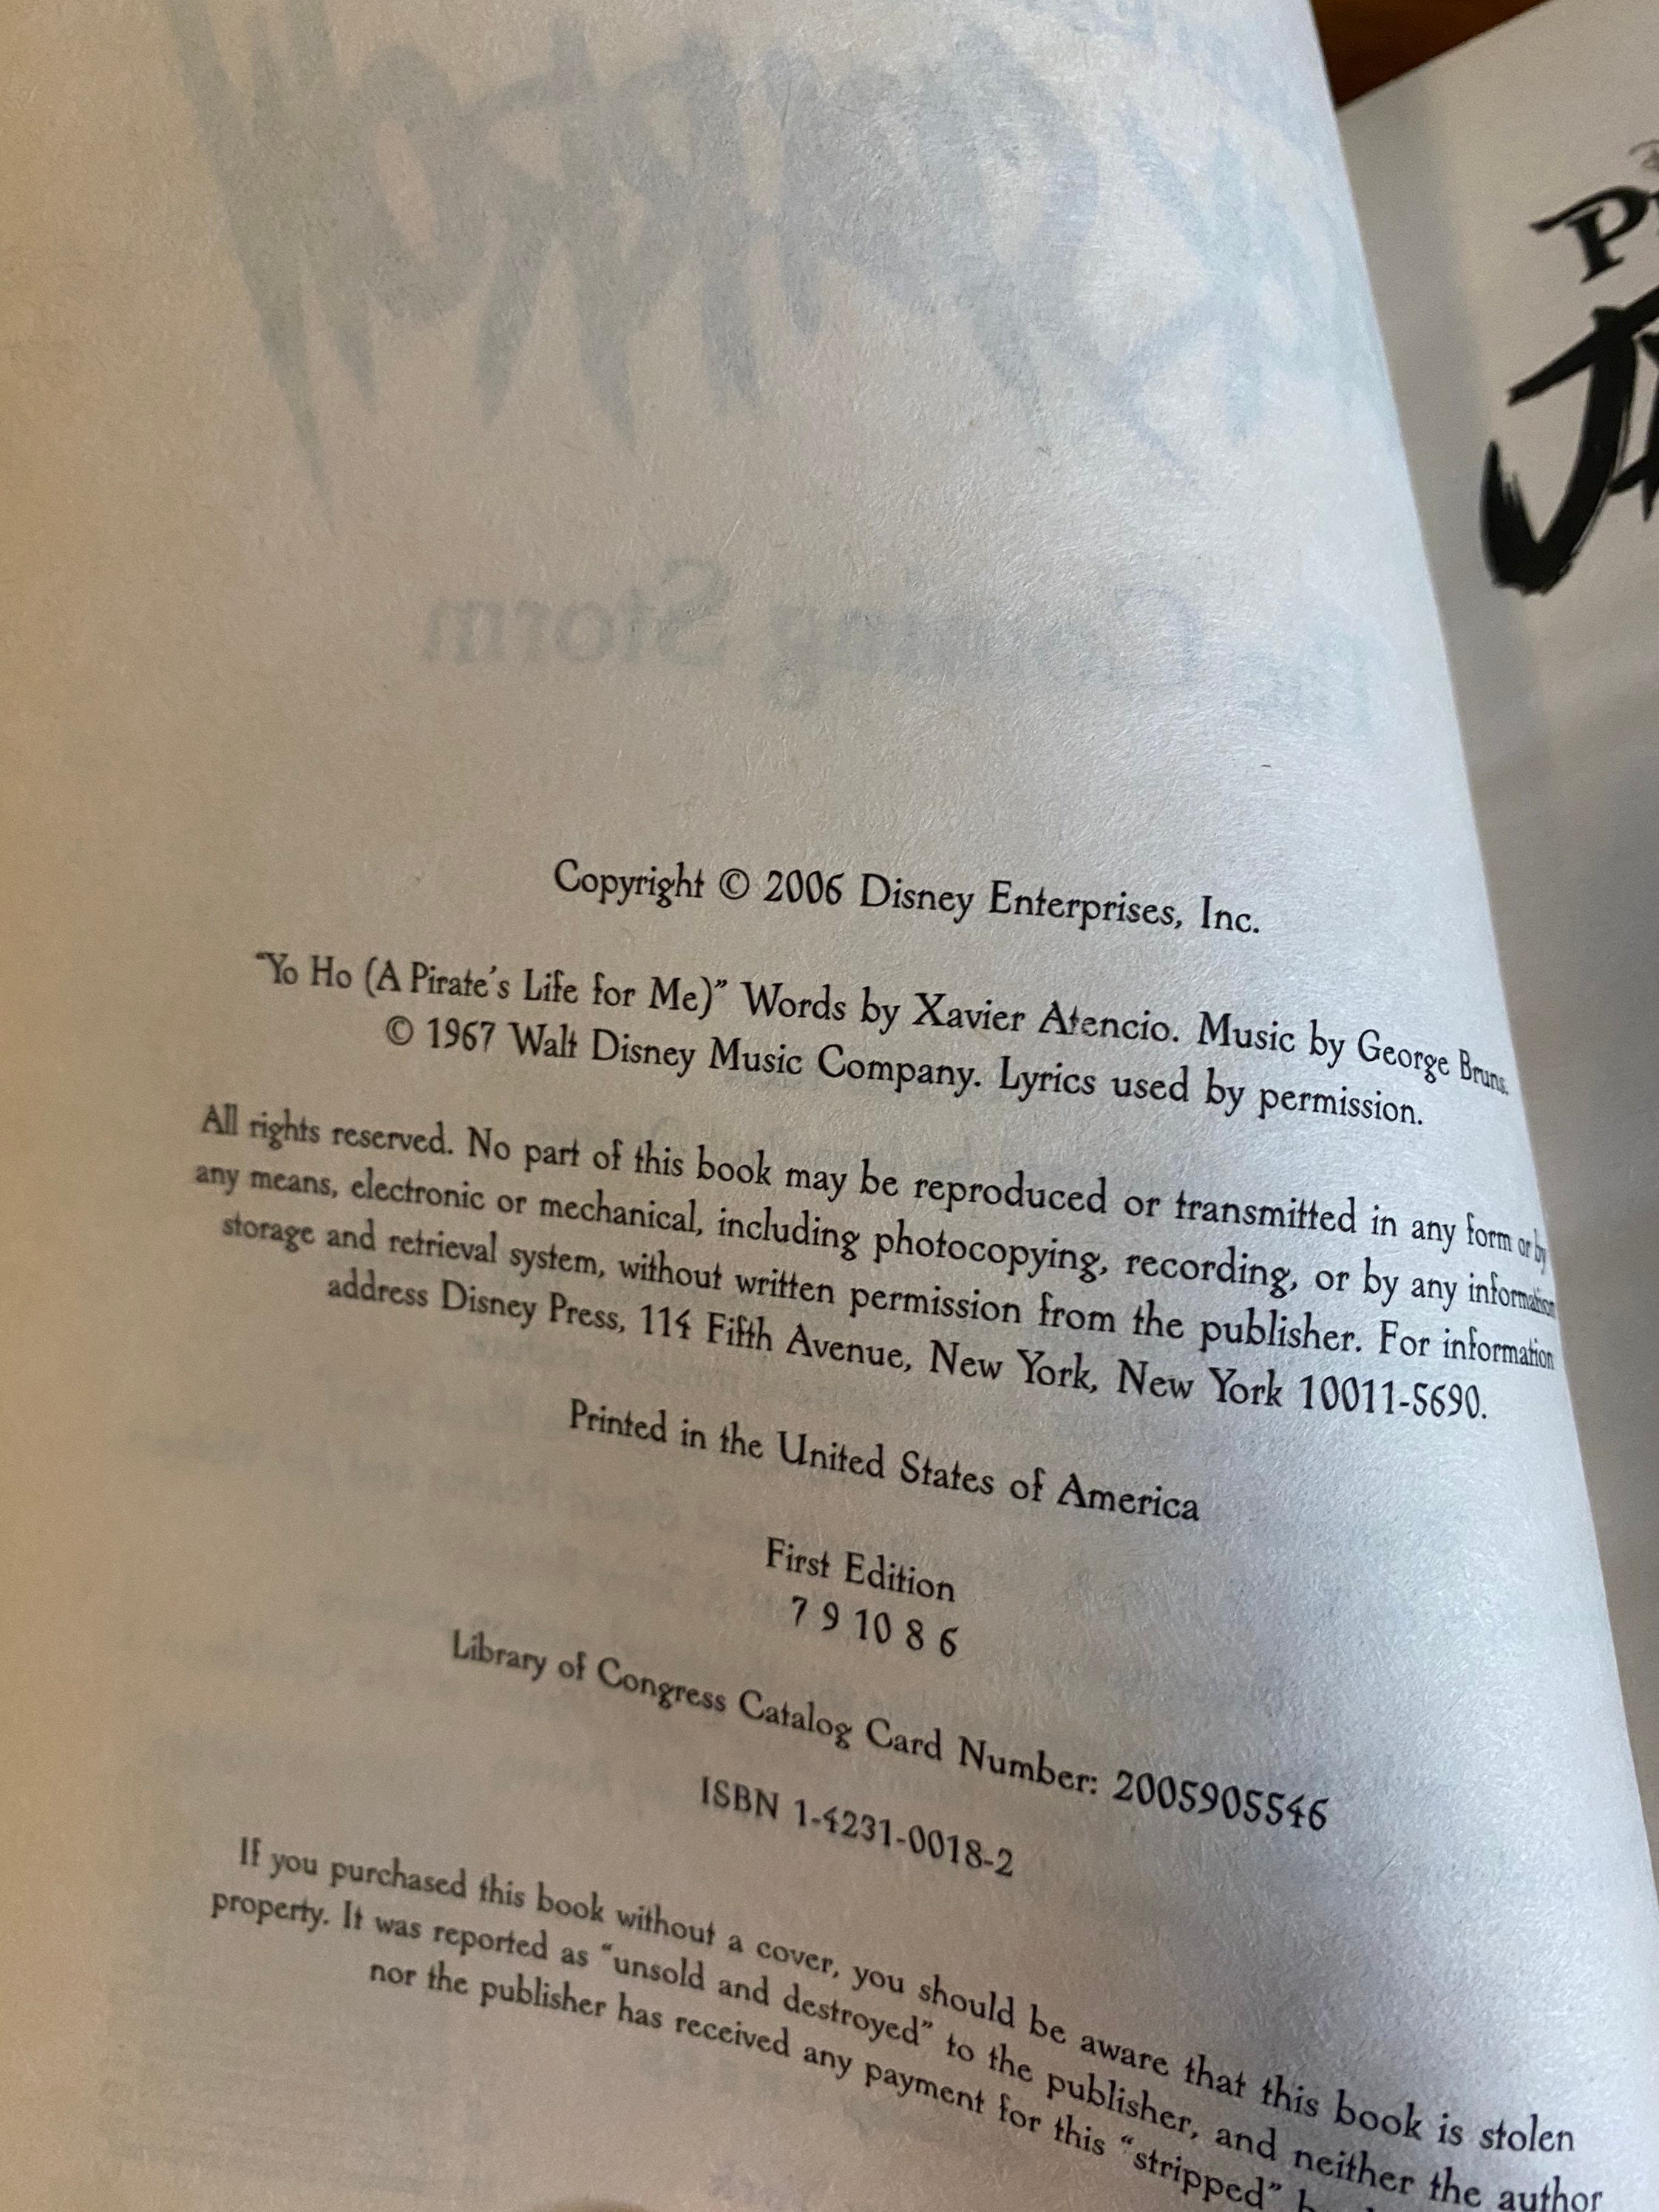 Storm
Copyright © 2006 Disney Enterprises, Inc.
“Yo Ho (A Pirate’s Life for Me)” Words by Xavier Atencio. Music by George Bruns.
© 1967 Walt Disney Music Company. Lyrics used by permission.
All rights reserved. No part of this book may be reproduced or transmitted in any form or by
any means, electronic or mechanical, including photocopying, recording, or by any information
storage and retrieval system, without written permission from the publisher. For information
address Disney Press, 114 Fifth Avenue, New York, New York 10011-5690.
Printed in the United States of America
First Edition
7 9 10 8 6
Library of Congress Catalog Card Number: 2005905546
ISBN 1-4231-0018-2
If you purchased this book without a cover, you should be aware that this book is stolen
property. It was reported as “unsold and destroyed” to the publisher, and neither the author
nor the publisher has received any payment for this “stripped”